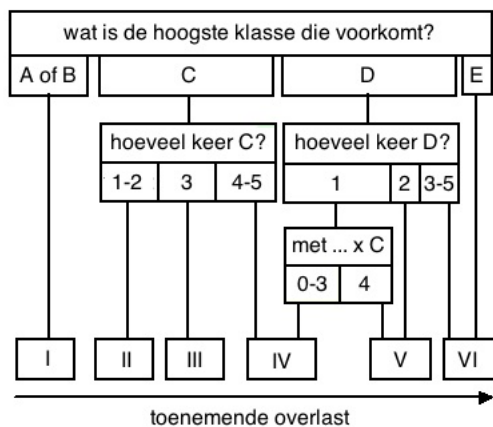 wat is de hoogste klasse die voorkomt?
A of B C D E
hoeveel keer C? hoeveel keer D?
1-2 3 4-5 1 2 3-5
met ... x C
0-3 4
I II III IV V VI
toenemende overlast